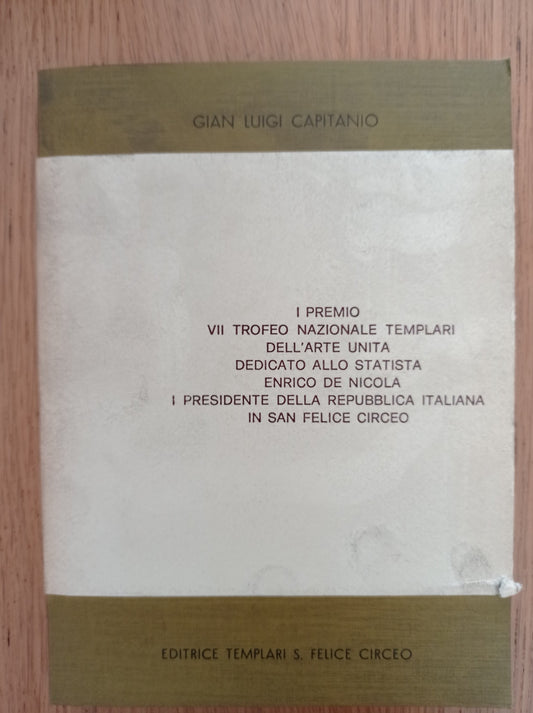 GIAN LUIGI CAPITANIO
I PREMIO
VII TROFEO NAZIONALE TEMPLARI
DELL'ARTE UNITA
DEDICATO ALLO STATISTA
ENRICO DE NICOLA
I PRESIDENTE DELLA REPUBBLICA ITALIANA
IN SAN FELICE CIRCEO
EDITRICE TEMPLARI S. FELICE CIRCEO